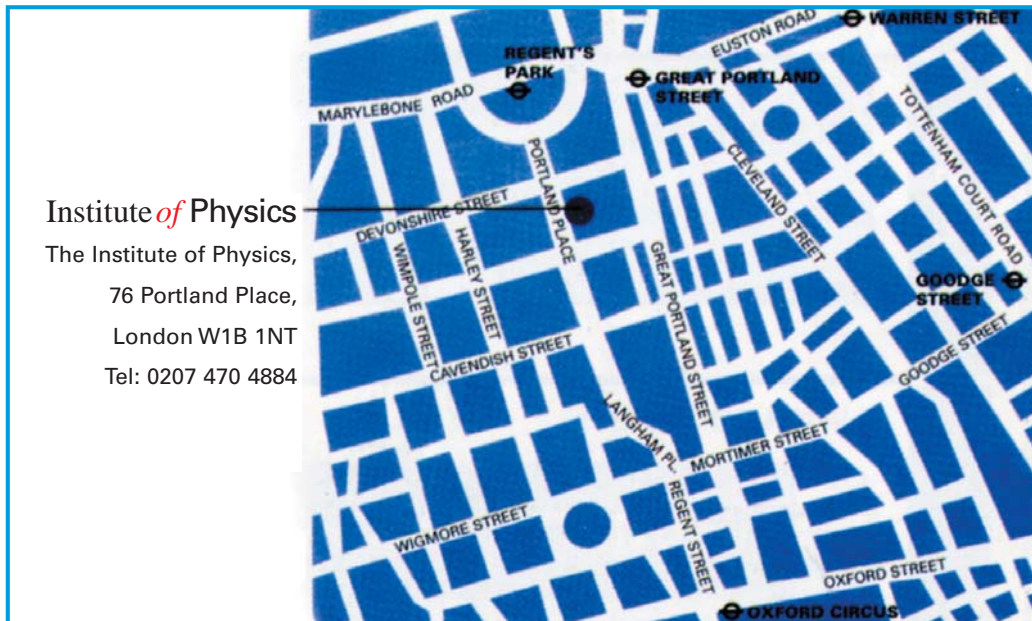 Institute of Physics
The Institute of Physics,
76 Portland Place,
London W1B 1NT
Tel: 0207 470 4884
WARREN STREET
EUSTON ROAD
REGENT'S
PARK
GREAT PORTLAND
STREET
MARYLEBONE ROAD
TOTTENHAM COURT ROAD
PORTLAND PLACE
CLEVELAND STREET
DEVONSHIRE STREET
HARLEY STREET
WIMPOLE STREET
GREAT PORTLAND STREET
GOODGE
STREET
GOODGE STREET
CAVENDISH STREET
LANGHAM PL.
MORTIMER STREET
REGENT STREET
WIGMORE STREET
OXFORD STREET
OXFORD CIRCUS